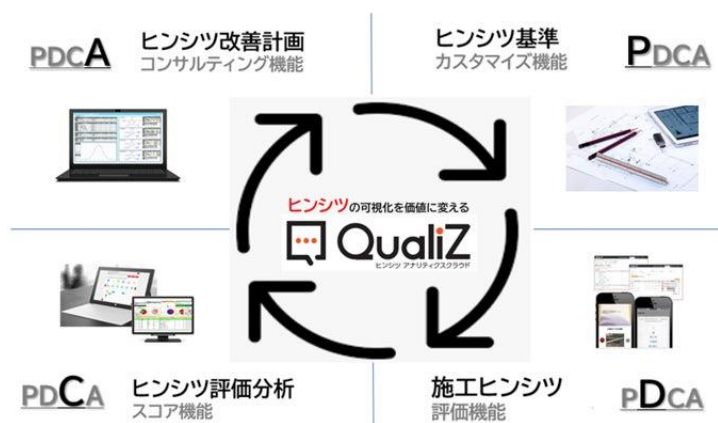 PDCA
ヒンシツ改善計画
コンサルティング機能
ヒンシツ基準
カスタマイズ機能
PDCA
ヒンシツの可視化を価値に変える
QualiZ
ヒンシツ アナリティクスクラウド
PDCA
ヒンシツ評価分析
スコア機能
施工ヒンシツ
評価機能
PDCA